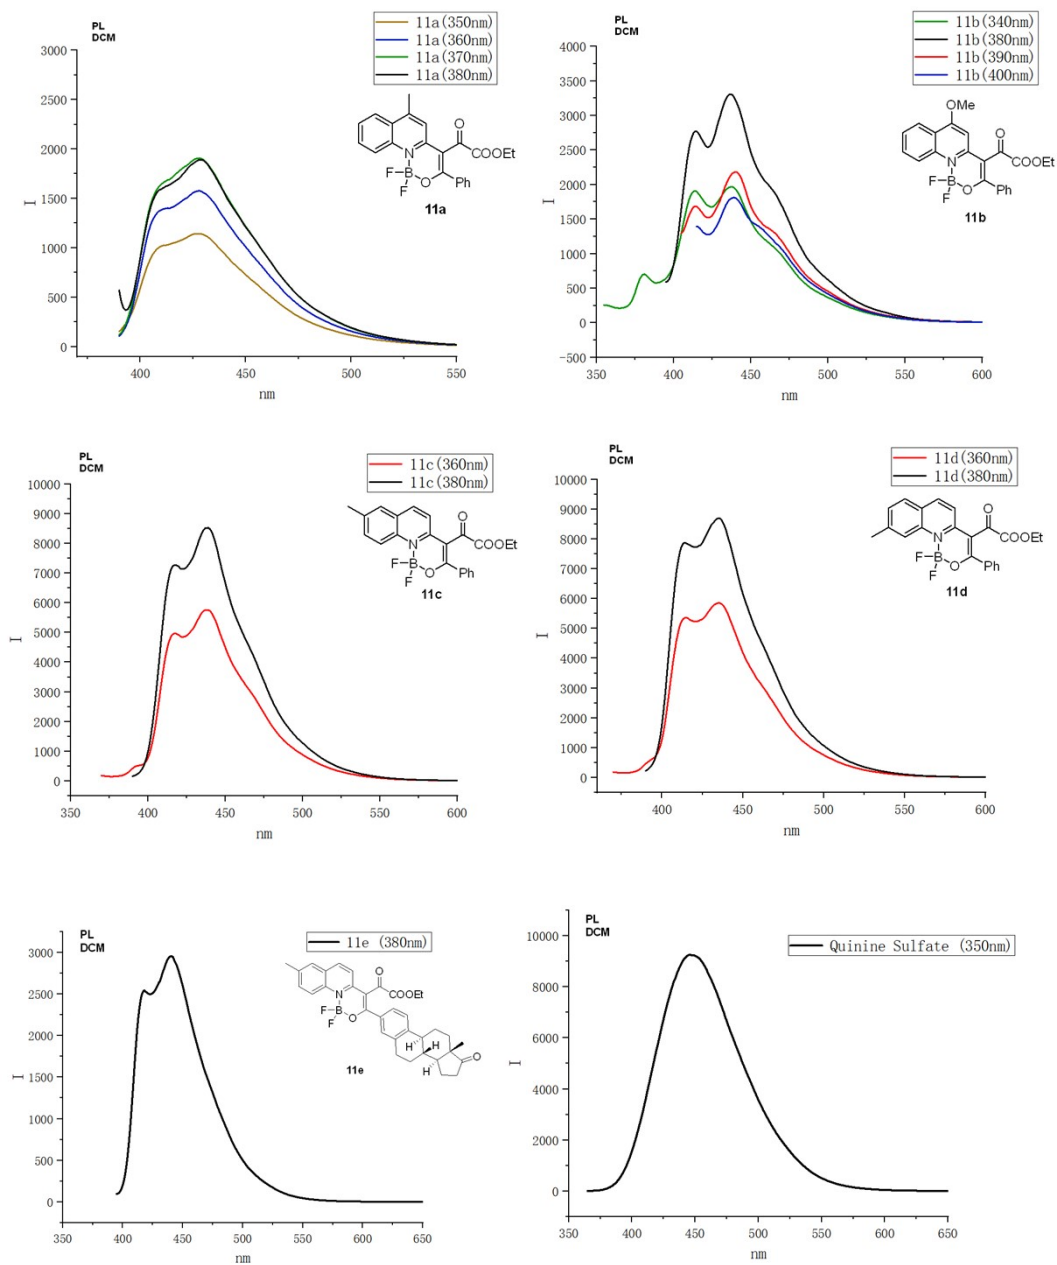 PL
DCM
11a(350nm)
11a(360nm)
11a(370nm)
11a(380nm)
3000
2500
2000
1500
1000
500
0
I
400
450
500
550
nm
N
B
F
F
O
O
COOEt
Ph
11a
PL
DCM
11b(340nm)
11b(380nm)
11b(390nm)
11b(400nm)
4000
3500
3000
2500
2000
1500
1000
500
0
-500
I
350
400
450
500
550
600
nm
OMe
N
B
F
F
O
O
COOEt
Ph
11b
PL
DCM
11c(360nm)
11c(380nm)
10000
9000
8000
7000
6000
5000
4000
3000
2000
1000
0
I
350
400
450
500
550
600
nm
N
B
F
F
O
O
COOEt
Ph
11c
PL
DCM
11d(360nm)
11d(380nm)
10000
9000
8000
7000
6000
5000
4000
3000
2000
1000
0
I
400
450
500
550
600
nm
N
B
F
F
O
O
COOEt
Ph
11d
PL
DCM
11e (380nm)
3000
2500
2000
1500
1000
500
0
I
350
400
450
500
550
600
650
nm
N
B
F
F
O
O
COOEt
H
H
H
O
11e
PL
DCM
Quinine Sulfate (350nm)
10000
8000
6000
4000
2000
0
I
350
400
450
500
550
600
650
nm